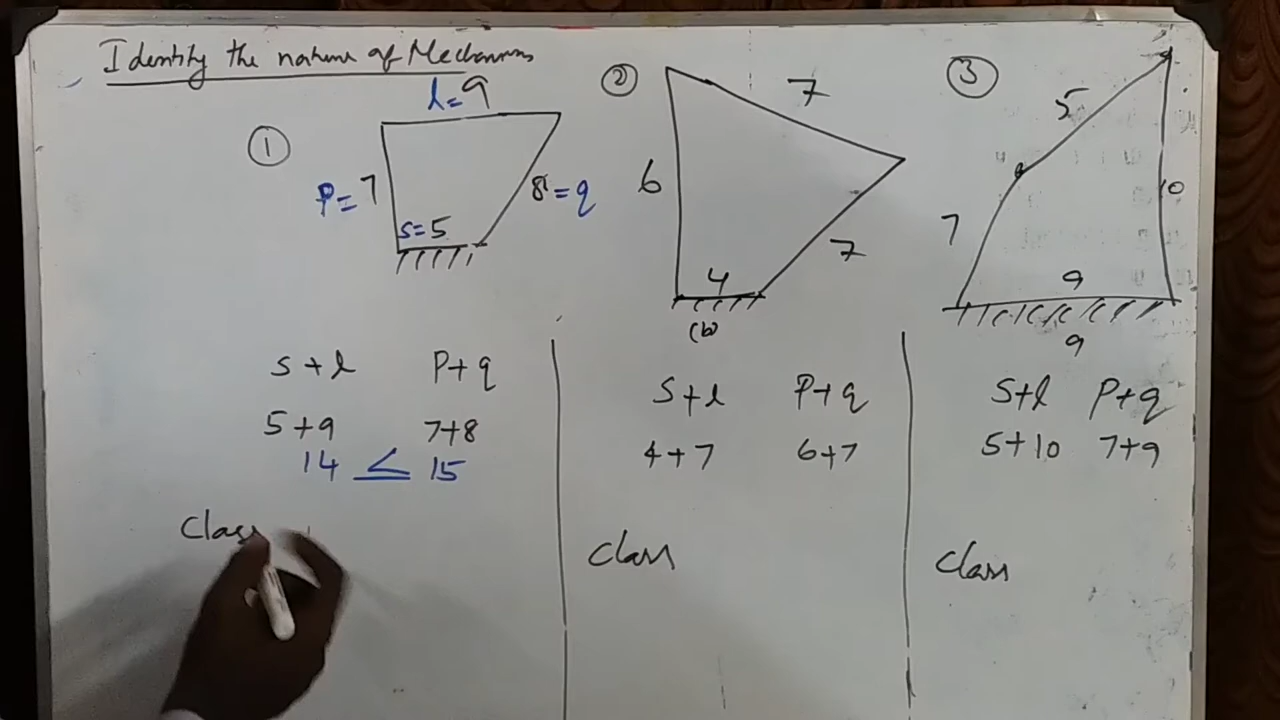 Identify the nature of Mechanisms
①
l=9
P=7
8=q
s=5
②
7
6
7
4
(b)
③
5
10
7
9
9
s+l P+q
5+9 7+8
14 ≤ 15
Class
S+l P+q
4+7 6+7
Class
S+l P+q
5+10 7+9
Class